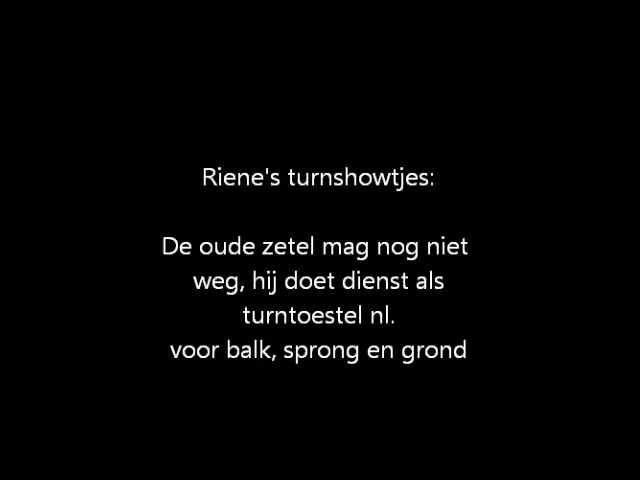 Riene's turnshowtjes:
De oude zetel mag nog niet
weg, hij doet dienst als
turntoestel nl.
voor balk, sprong en grond